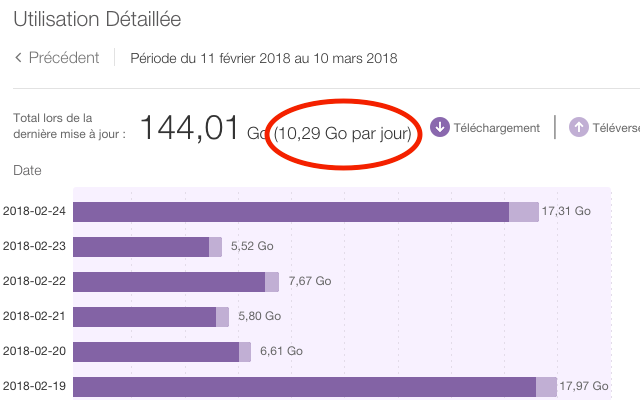 Utilisation Détaillée
< Précédent Période du 11 février 2018 au 10 mars 2018
Total lors de la
dernière mise à jour :
144,01 Go (10,29 Go par jour)
Téléchargement
Téléverse
Date
2018-02-24 17,31 Go
2018-02-23 5,52 Go
2018-02-22 7,67 Go
2018-02-21 5,80 Go
2018-02-20 6,61 Go
2018-02-19 17,97 Go